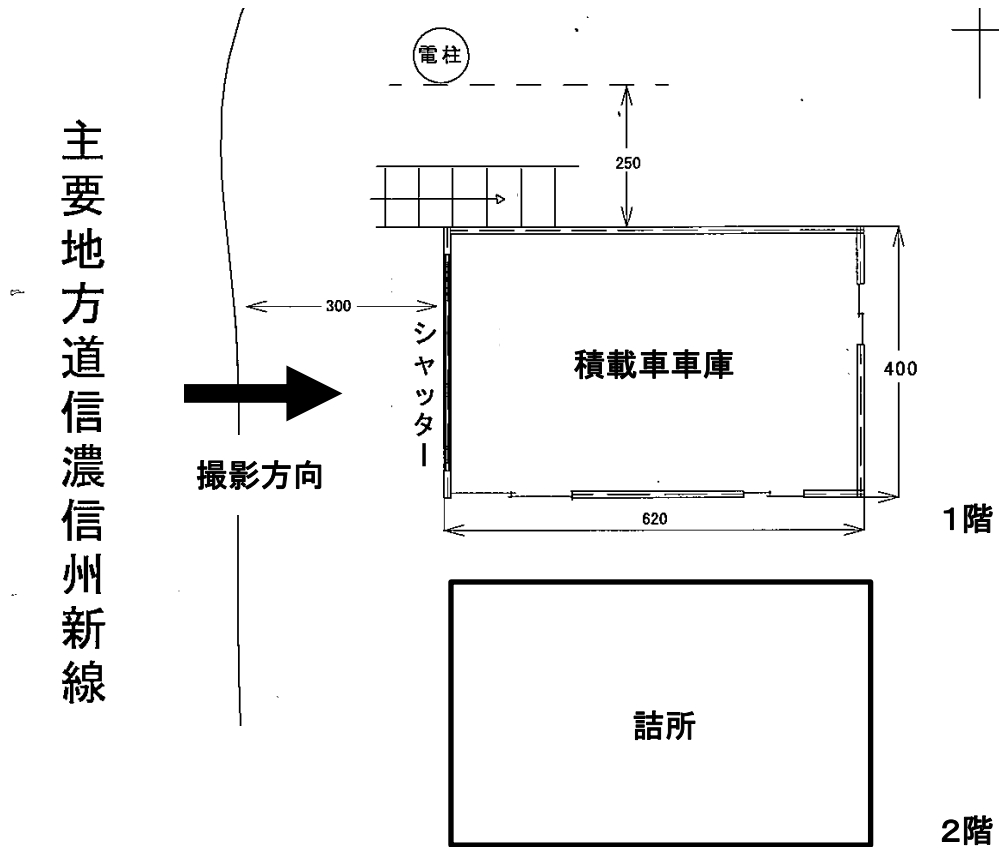 主要地方道信濃信州新線
電柱
250
300
シャッター
積載車車庫
400
撮影方向
620
1階
詰所
2階